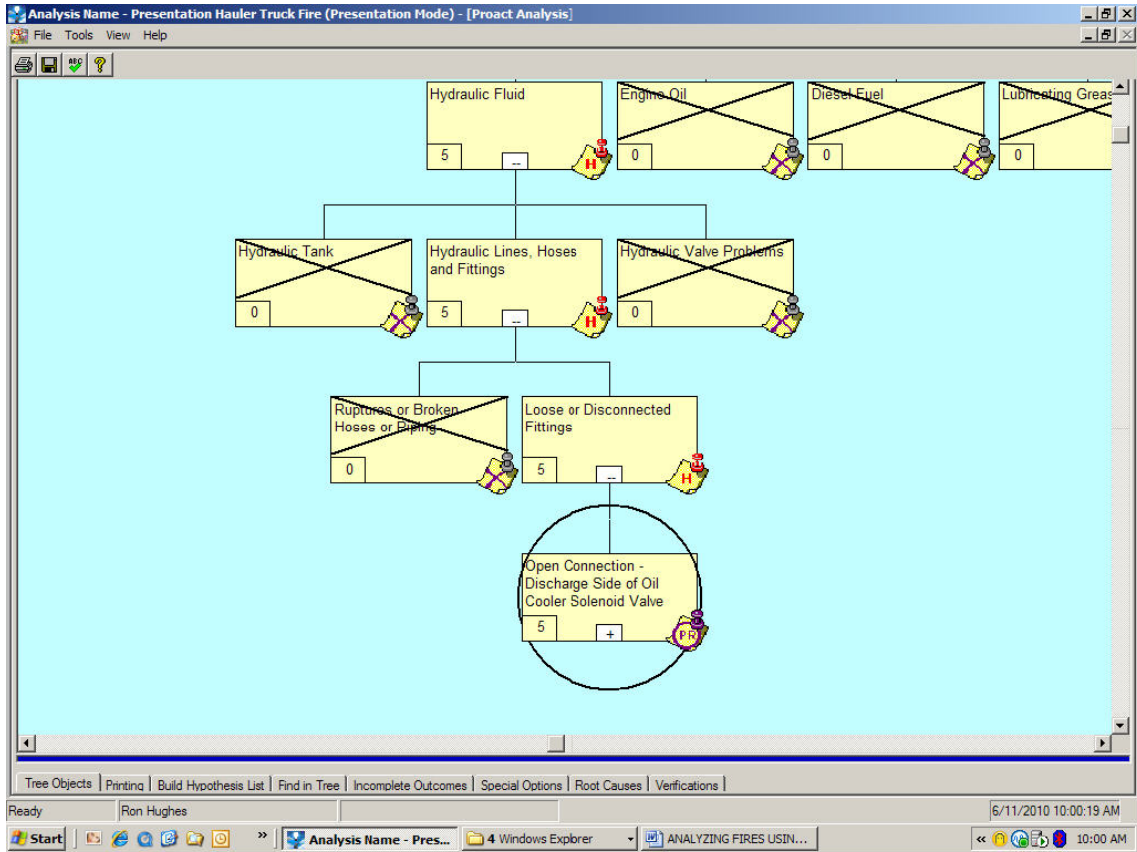 Analysis Name - Presentation Hauler Truck Fire (Presentation Mode) - [Proact Analysis]
File Tools View Help
ABC
?
Hydraulic Fluid
5
--
H
Engine Oil
0
Diesel Fuel
0
Lubricating Greas
0
Hydraulic Tank
0
Hydraulic Lines, Hoses
and Fittings
5
--
H
Hydraulic Valve Problems
0
Ruptures or Broken
Hoses or Piping
0
Loose or Disconnected
Fittings
5
--
H
Open Connection -
Discharge Side of Oil
Cooler Solenoid Valve
5
+
PR
Tree Objects Printing Build Hypothesis List Find in Tree Incomplete Outcomes Special Options Root Causes Verifications
Ready Ron Hughes 6/11/2010 10:00:19 AM
Start » Analysis Name - Pres... 4 Windows Explorer ANALYZING FIRES USIN... « 10:00 AM